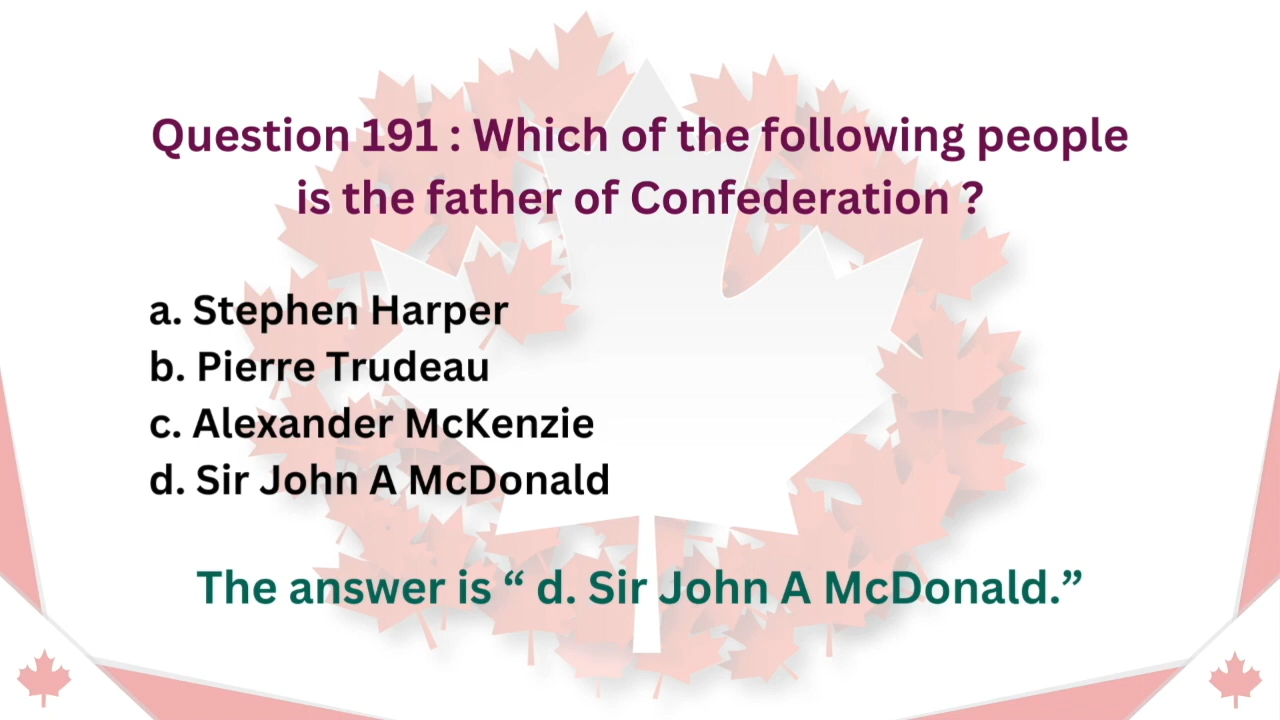 Question 191 : Which of the following people
is the father of Confederation ?
a. Stephen Harper
b. Pierre Trudeau
c. Alexander McKenzie
d. Sir John A McDonald
The answer is “ d. Sir John A McDonald.”